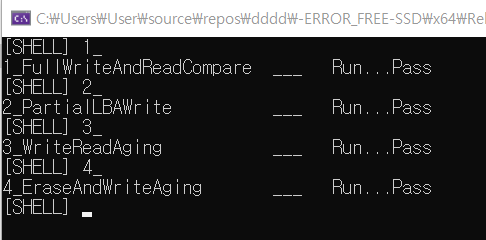 C:₩Users₩User₩source₩repos₩dddd₩-ERROR_FREE-SSD₩x64₩Rel
[SHELL] 1_
1_FullWriteAndReadCompare ___ Run...Pass
[SHELL] 2_
2_PartialLBAWrite ___ Run...Pass
[SHELL] 3_
3_WriteReadAging ___ Run...Pass
[SHELL] 4_
4_EraseAndWriteAging ___ Run...Pass
[SHELL]